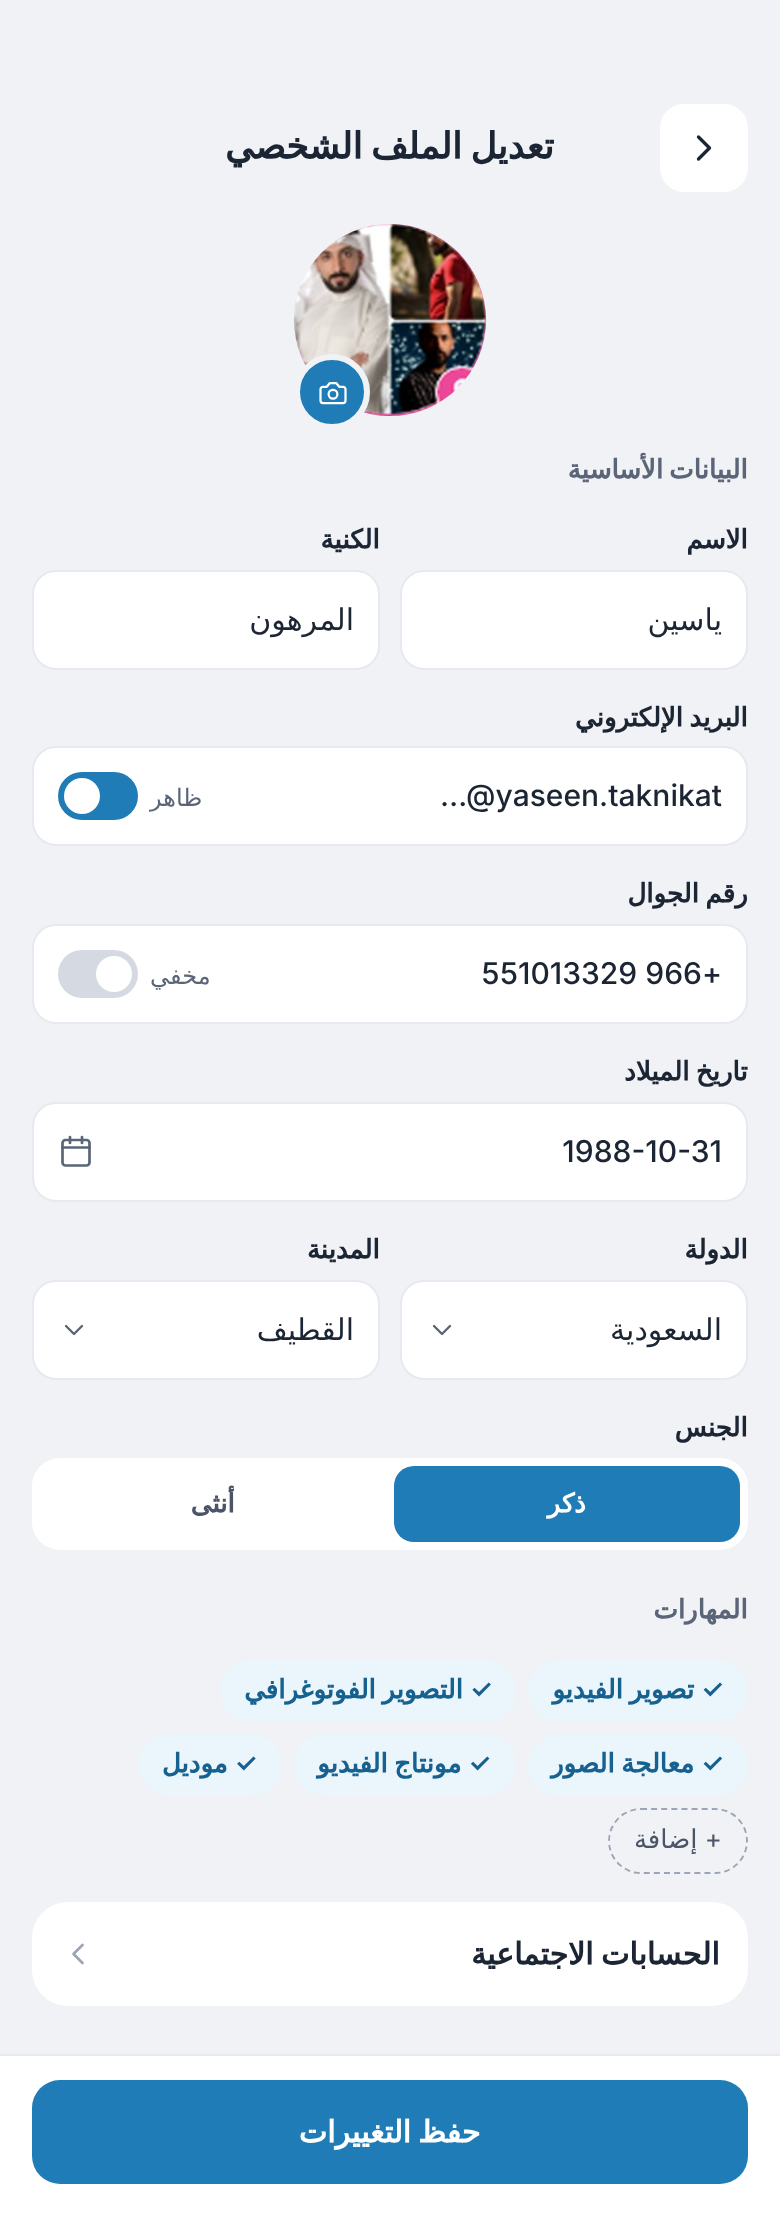 تعديل الملف الشخصي
البيانات الأساسية
الاسم
الكنية
ياسين
المرهون
البريد الإلكتروني
yaseen.taknikat@...
ظاهر
رقم الجوال
+966 551013329
مخفي
تاريخ الميلاد
1988-10-31
الدولة
المدينة
السعودية
القطيف
الجنس
ذكر
أنثى
المهارات
✓ تصوير الفيديو
✓ التصوير الفوتوغرافي
✓ معالجة الصور
✓ مونتاج الفيديو
✓ موديل
+ إضافة
الحسابات الاجتماعية
حفظ التغييرات